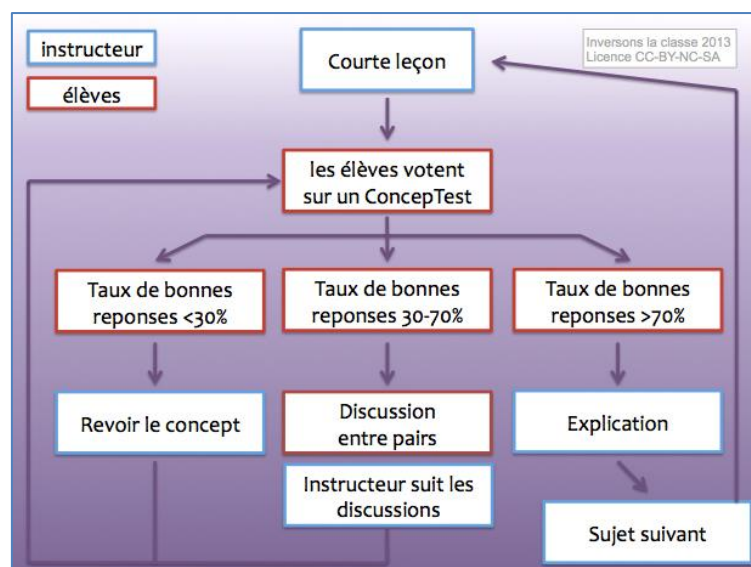 instructeur
élèves
Courte leçon
Inversons la classe 2013
Licence CC-BY-NC-SA
les élèves votent
sur un ConcepTest
Taux de bonnes
reponses <30%
Taux de bonnes
reponses 30-70%
Taux de bonnes
reponses >70%
Revoir le concept
Discussion
entre pairs
Explication
Instructeur suit les
discussions
Sujet suivant